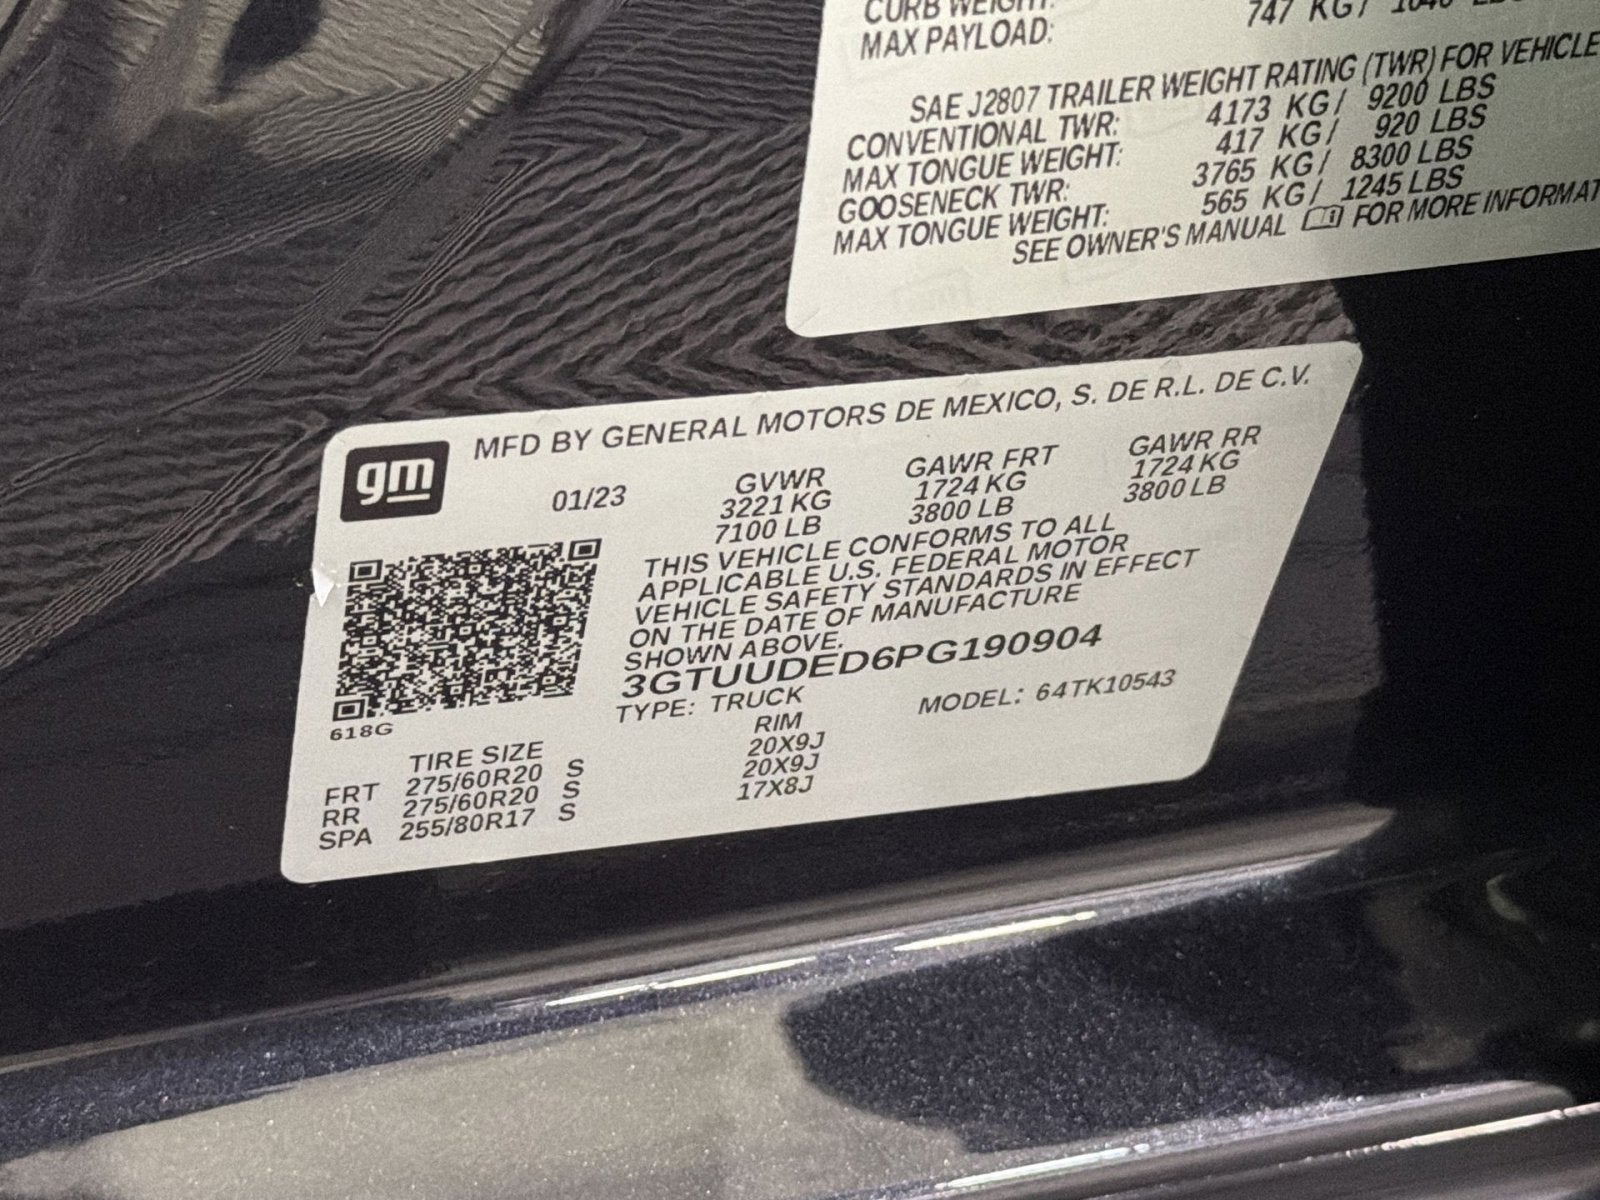 CURB WEIGHT:
MAX PAYLOAD: 747 KG/
SAE J2807 TRAILER WEIGHT RATING (TWR) FOR VEHICLE
CONVENTIONAL TWR: 4173 KG/ 9200 LBS
MAX TONGUE WEIGHT: 417 KG/ 920 LBS
GOOSENECK TWR: 3765 KG/ 8300 LBS
MAX TONGUE WEIGHT: 565 KG/ 1245 LBS
SEE OWNER'S MANUAL FOR MORE INFORMAT
gm
MFD BY GENERAL MOTORS DE MEXICO, S. DE R.L. DE C.V.
01/23 GVWR GAWR FRT GAWR RR
3221 KG 1724 KG 1724 KG
7100 LB 3800 LB 3800 LB
THIS VEHICLE CONFORMS TO ALL
APPLICABLE U.S. FEDERAL MOTOR
VEHICLE SAFETY STANDARDS IN EFFECT
ON THE DATE OF MANUFACTURE
SHOWN ABOVE.
3GTUUDED6PG190904
TYPE: TRUCK MODEL: 64TK10543
618G
TIRE SIZE RIM
FRT 275/60R20 S 20X9J
RR 275/60R20 S 20X9J
SPA 255/80R17 S 17X8J